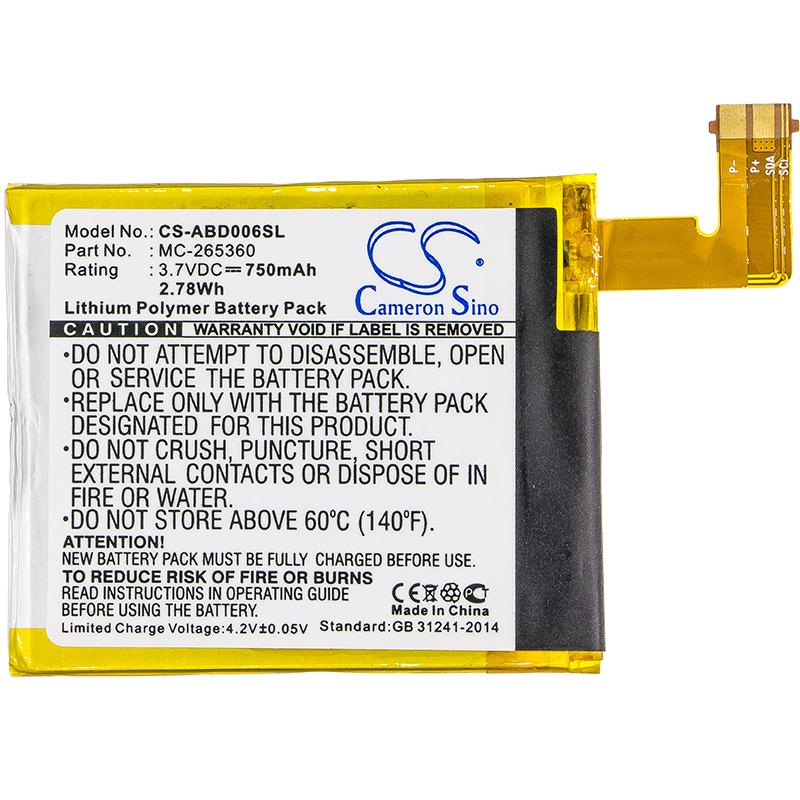 P-
P+
SDA
SCL
Model No.: CS-ABD006SL
Part No. : MC-265360
Rating : 3.7VDC⎓750mAh
2.78Wh
Lithium Polymer Battery Pack
CS
Cameron Sino
CAUTION WARRANTY VOID IF LABEL IS REMOVED
•DO NOT ATTEMPT TO DISASSEMBLE, OPEN
OR SERVICE THE BATTERY PACK.
•REPLACE ONLY WITH THE BATTERY PACK
DESIGNATED FOR THIS PRODUCT.
•DO NOT CRUSH, PUNCTURE, SHORT
EXTERNAL CONTACTS OR DISPOSE OF IN
FIRE OR WATER.
•DO NOT STORE ABOVE 60°C (140°F).
ATTENTION!
NEW BATTERY PACK MUST BE FULLY CHARGED BEFORE USE
TO REDUCE RISK OF FIRE OR BURNS
READ INSTRUCTIONS IN YOUR MANUAL BEFORE
USING THE BATTERY.
CE PCT
Made In China
Limited Charge Voltage:4.2V±0.05V Standard:GB 31241-2014